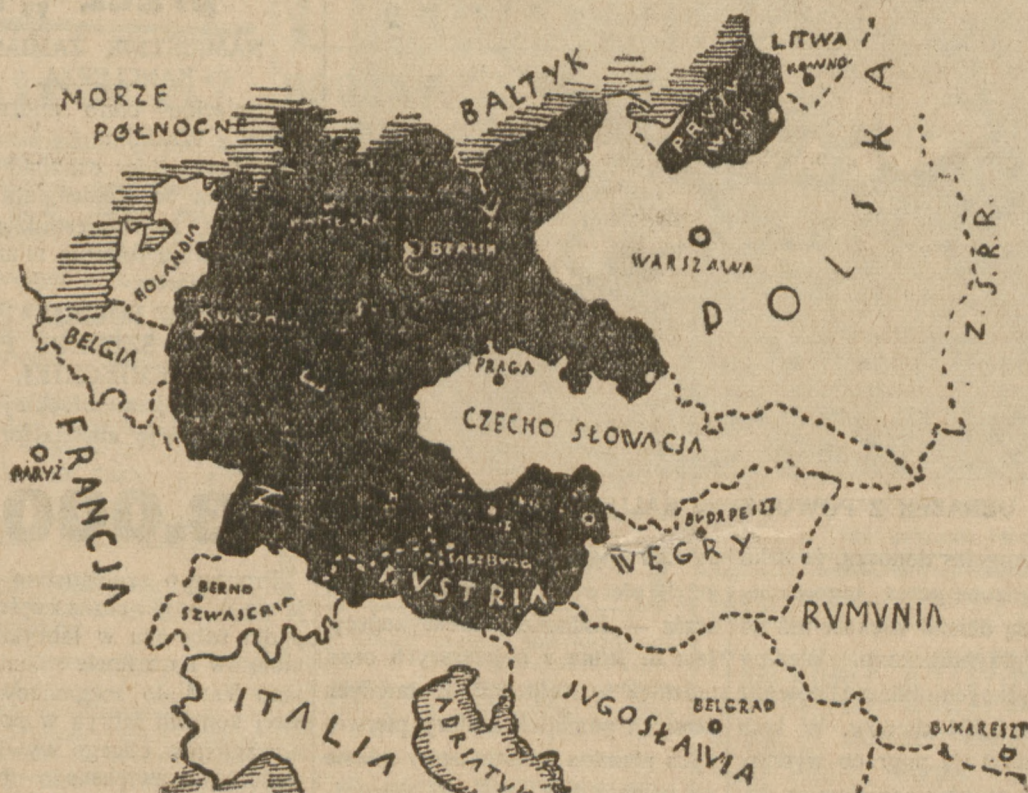 LITWA
KOWNO
MORZE
PÓŁNOCNE
BAŁTYK
PRUSY
WSCH.
POLSKA
Z.S.R.R.
HOLANDIA
BERLIN
WARSZAWA
BELGIA
PRAGA
CZECHO SŁOWACJA
FRANCJA
PARYŻ
BUDAPESZT
WĘGRY
SALZBURG
AUSTRIA
BERNO
SZWAJCRIA
RUMUNIA
ITALIA
ADRIATYK
JUGOSŁAWIA
BELGRAD
BUKARESZT